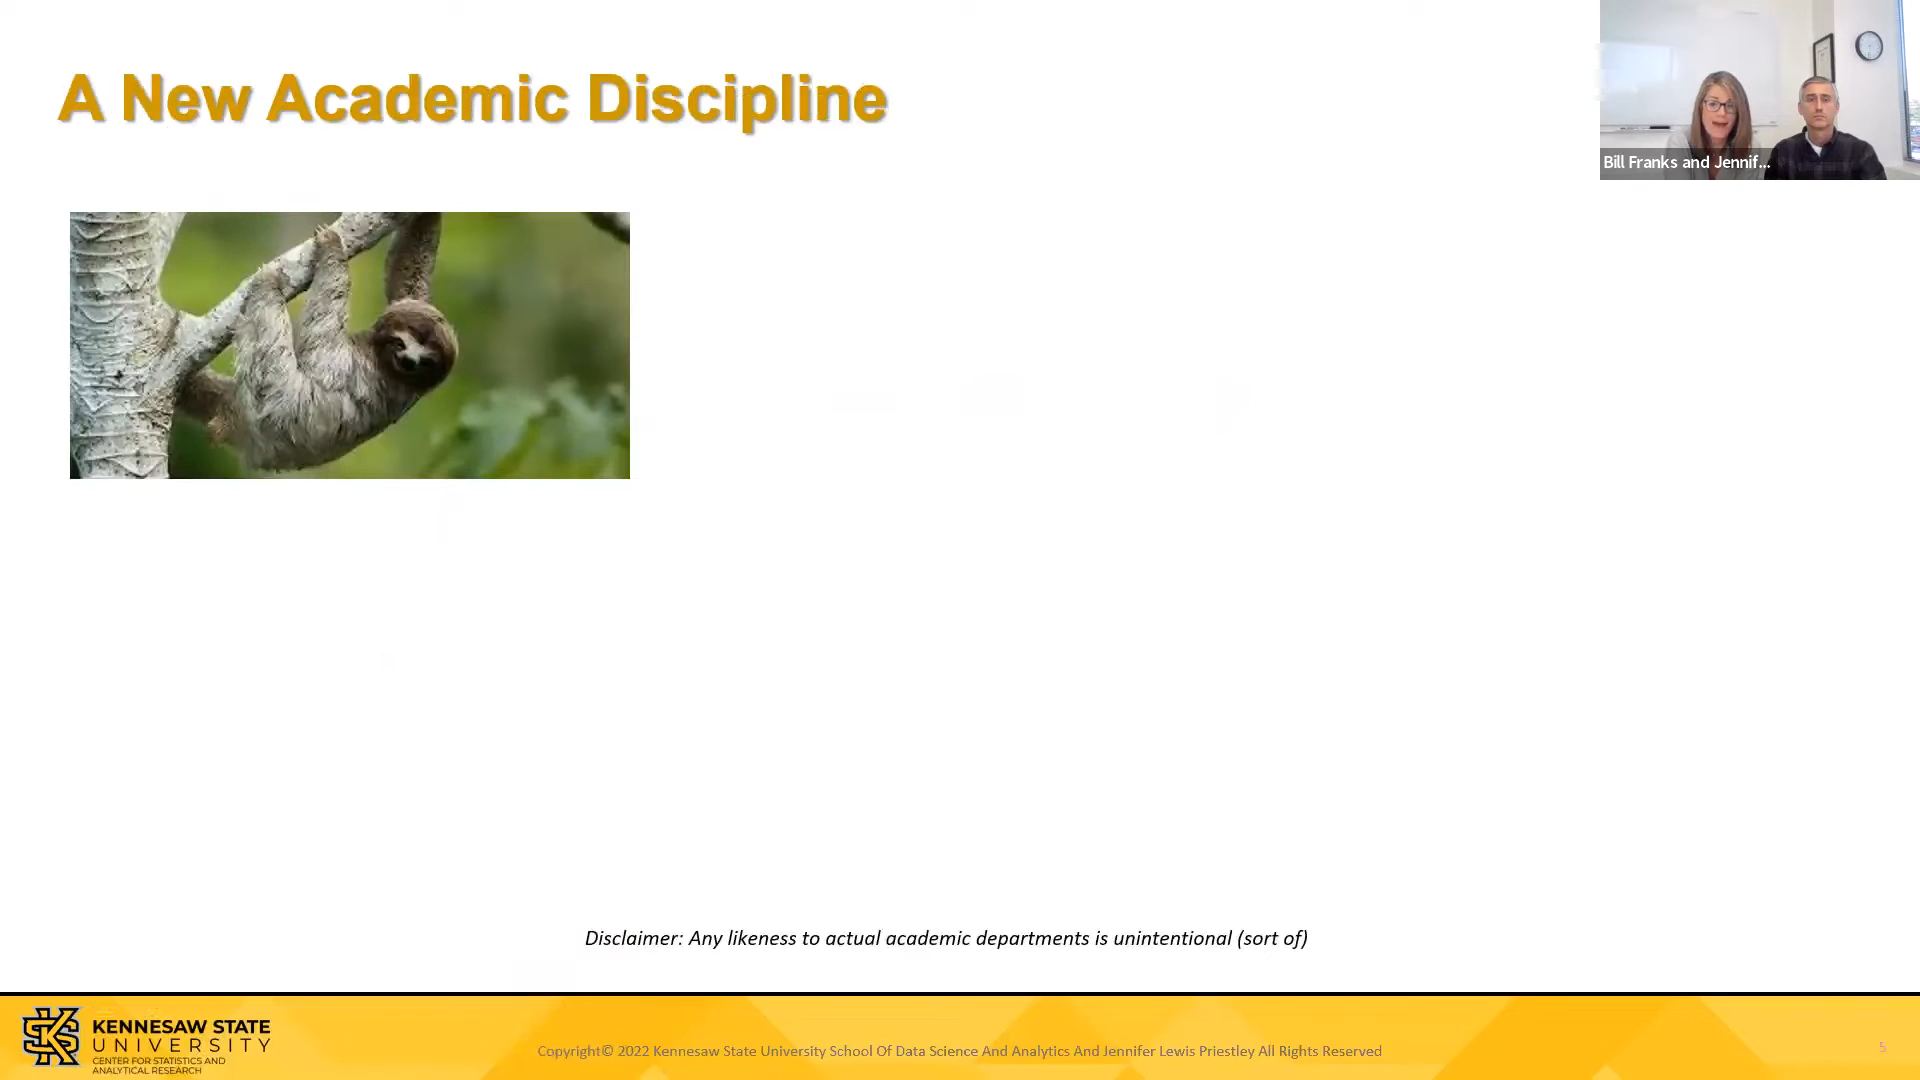 A New Academic Discipline
Bill Franks and Jennif...
Disclaimer: Any likeness to actual academic departments is unintentional (sort of)
KENNESAW STATE
UNIVERSITY
CENTER FOR STATISTICS AND
ANALYTICAL RESEARCH
Copyright© 2022 Kennesaw State University School Of Data Science And Analytics And Jennifer Lewis Priestley All Rights Reserved
5